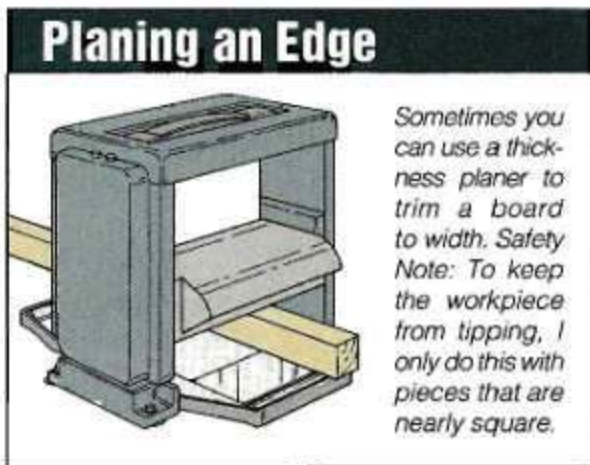 Planing an Edge
Sometimes you
can use a thick-
ness planer to
trim a board
to width. Safety
Note: To keep
the workpiece
from tipping, I
only do this with
pieces that are
nearly square.